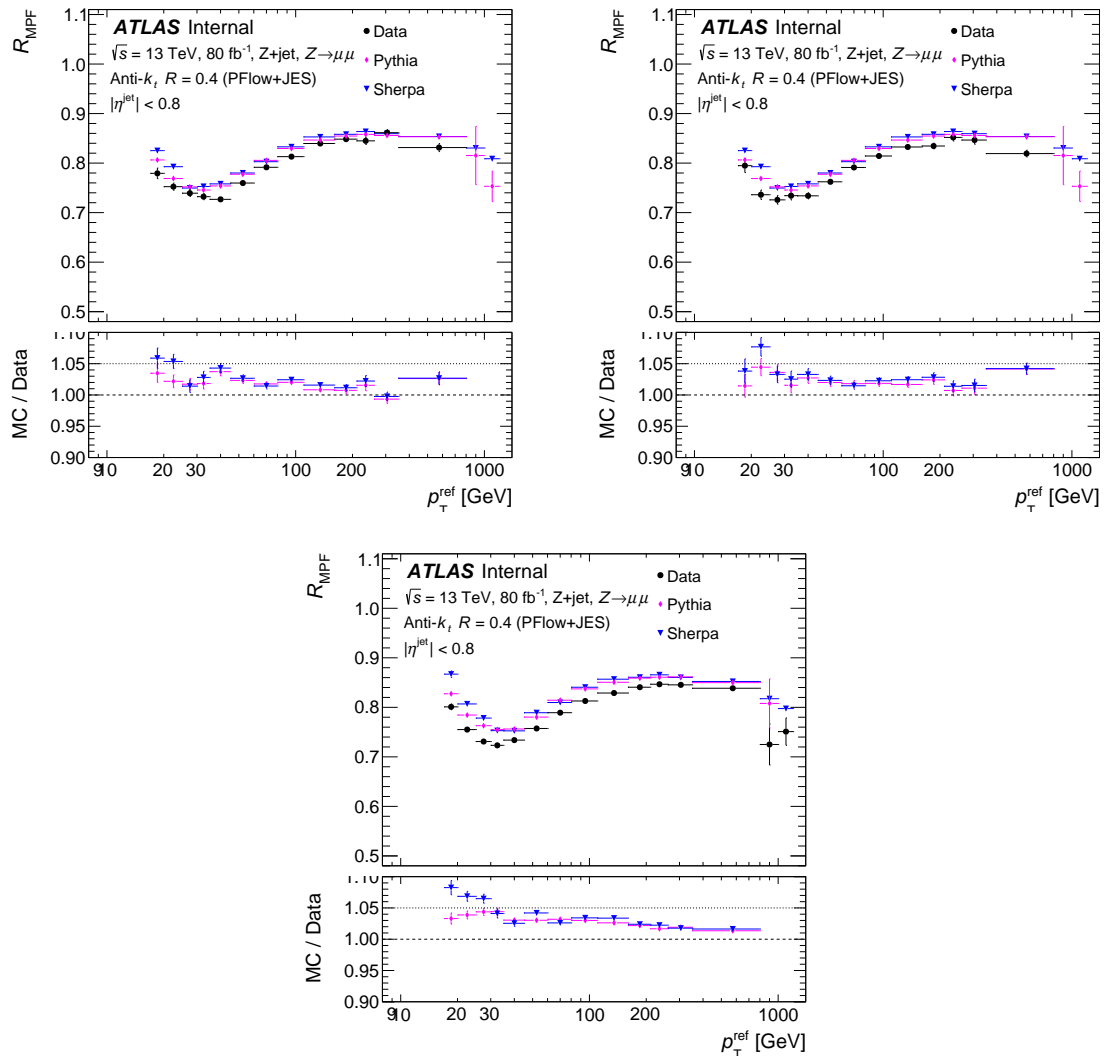 R_MPF
1.1
1.0
0.9
0.8
0.7
0.6
0.5
ATLAS Internal
√s = 13 TeV, 80 fb⁻¹, Z+jet, Z→μμ
Anti-k_t R = 0.4 (PFlow+JES)
|η^jet| < 0.8
Data
Pythia
Sherpa
MC / Data
1.10
1.05
1.00
0.95
0.90
9 10 20 30 100 200 1000
p_T^ref [GeV]
R_MPF
1.1
1.0
0.9
0.8
0.7
0.6
0.5
ATLAS Internal
√s = 13 TeV, 80 fb⁻¹, Z+jet, Z→μμ
Anti-k_t R = 0.4 (PFlow+JES)
|η^jet| < 0.8
Data
Pythia
Sherpa
MC / Data
1.10
1.05
1.00
0.95
0.90
9 10 20 30 100 200 1000
p_T^ref [GeV]
R_MPF
1.1
1.0
0.9
0.8
0.7
0.6
0.5
ATLAS Internal
√s = 13 TeV, 80 fb⁻¹, Z+jet, Z→μμ
Anti-k_t R = 0.4 (PFlow+JES)
|η^jet| < 0.8
Data
Pythia
Sherpa
MC / Data
1.10
1.05
1.00
0.95
0.90
8 9 10 20 30 100 200 1000
p_T^ref [GeV]